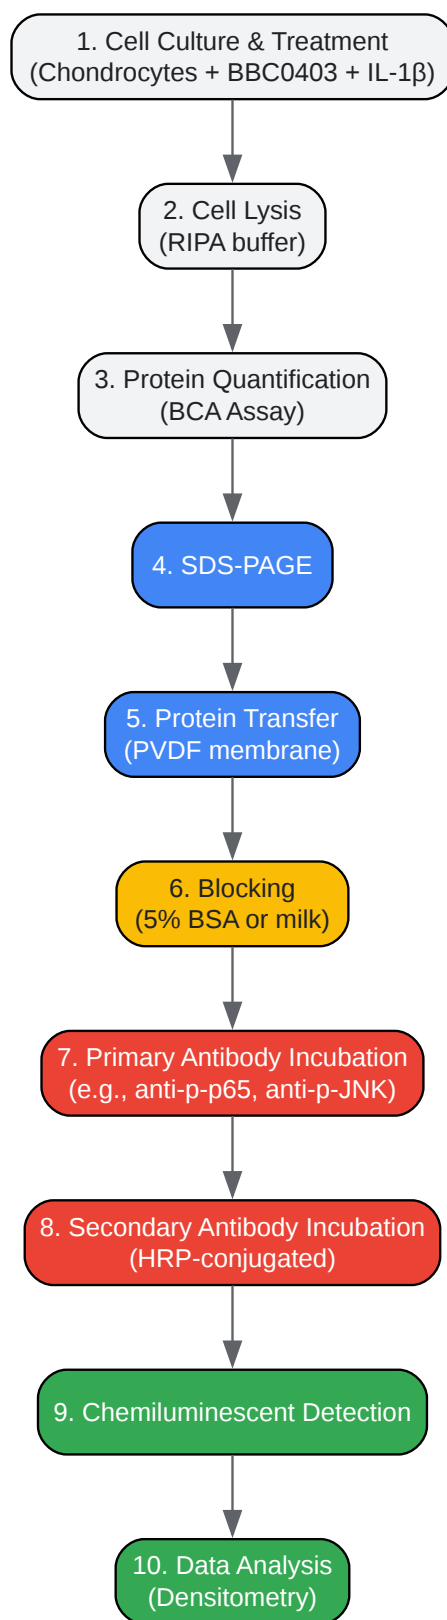 1. Cell Culture & Treatment
(Chondrocytes + BBC0403 + IL-1β)
2. Cell Lysis
(RIPA buffer)
3. Protein Quantification
(BCA Assay)
4. SDS-PAGE
5. Protein Transfer
(PVDF membrane)
6. Blocking
(5% BSA or milk)
7. Primary Antibody Incubation
(e.g., anti-p-p65, anti-p-JNK)
8. Secondary Antibody Incubation
(HRP-conjugated)
9. Chemiluminescent Detection
10. Data Analysis
(Densitometry)